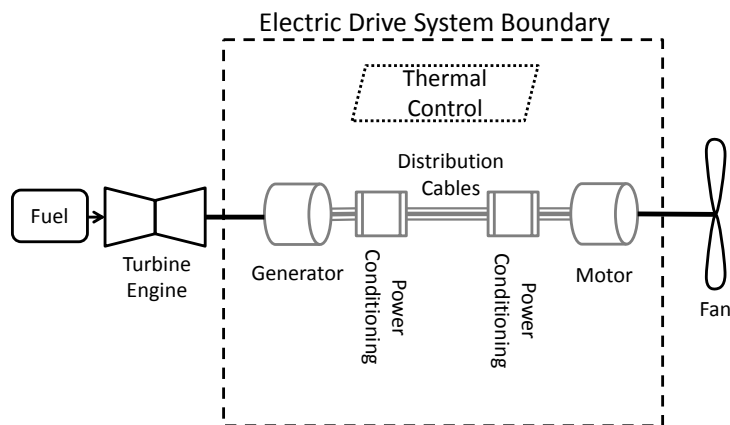 Electric Drive System Boundary
Thermal
Control
Distribution
Cables
Fuel
Turbine
Engine
Generator
Power
Conditioning
Power
Conditioning
Motor
Fan